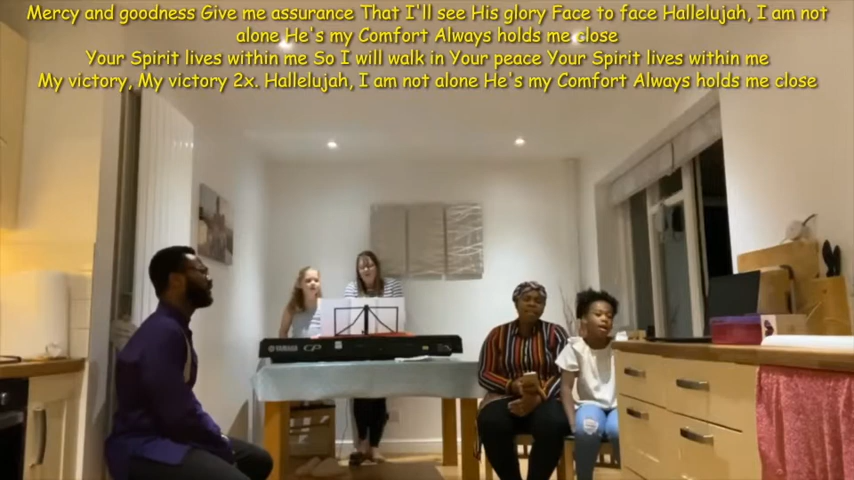 Mercy and goodness Give me assurance That I'll see His glory Face to face Hallelujah, I am not
alone He's my Comfort Always holds me close
Your Spirit lives within me So I will walk in Your peace Your Spirit lives within me
My victory, My victory 2x. Hallelujah, I am not alone He's my Comfort Always holds me close
YAMAHA CP